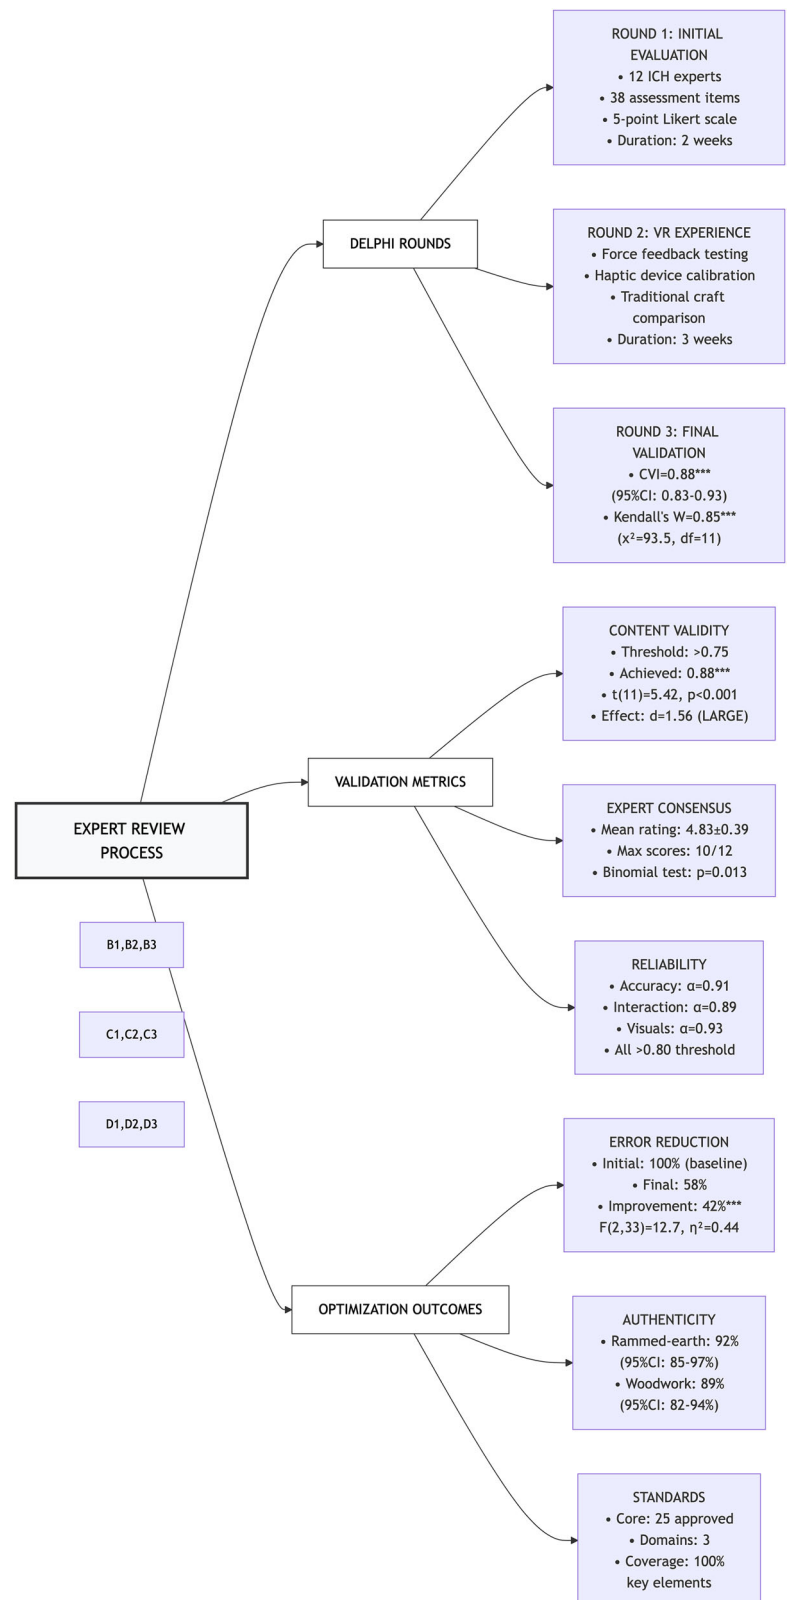 ROUND 1: INITIAL
EVALUATION
• 12 ICH experts
• 38 assessment items
• 5-point Likert scale
• Duration: 2 weeks
DELPHI ROUNDS
ROUND 2: VR EXPERIENCE
• Force feedback testing
• Haptic device calibration
• Traditional craft
comparison
• Duration: 3 weeks
ROUND 3: FINAL
VALIDATION
• CVI=0.88***
(95%CI: 0.83-0.93)
• Kendall's W=0.85***
(x²=93.5, df=11)
CONTENT VALIDITY
• Threshold: >0.75
• Achieved: 0.88***
• t(11)=5.42, p<0.001
• Effect: d=1.56 (LARGE)
VALIDATION METRICS
EXPERT CONSENSUS
• Mean rating: 4.83±0.39
• Max scores: 10/12
• Binomial test: p=0.013
EXPERT REVIEW
PROCESS
B1,B2,B3
C1,C2,C3
D1,D2,D3
RELIABILITY
• Accuracy: α=0.91
• Interaction: α=0.89
• Visuals: α=0.93
• All >0.80 threshold
ERROR REDUCTION
• Initial: 100% (baseline)
• Final: 58%
• Improvement: 42%***
F(2,33)=12.7, η²=0.44
OPTIMIZATION OUTCOMES
AUTHENTICITY
• Rammed-earth: 92%
(95%CI: 85-97%)
• Woodwork: 89%
(95%CI: 82-94%)
STANDARDS
• Core: 25 approved
• Domains: 3
• Coverage: 100%
key elements